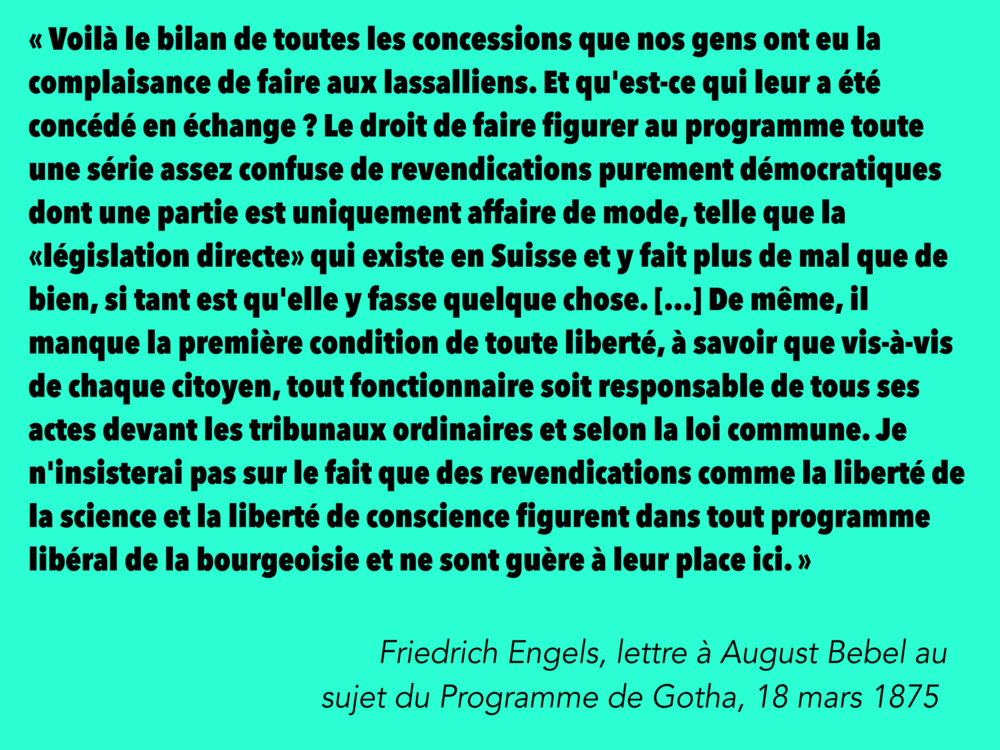 « Voilà le bilan de toutes les concessions que nos gens ont eu la
complaisance de faire aux lassalliens. Et qu'est-ce qui leur a été
concédé en échange ? Le droit de faire figurer au programme toute
une série assez confuse de revendications purement démocratiques
dont une partie est uniquement affaire de mode, telle que la
«législation directe» qui existe en Suisse et y fait plus de mal que de
bien, si tant est qu'elle y fasse quelque chose. [...] De même, il
manque la première condition de toute liberté, à savoir que vis-à-vis
de chaque citoyen, tout fonctionnaire soit responsable de tous ses
actes devant les tribunaux ordinaires et selon la loi commune. Je
n'insisterai pas sur le fait que des revendications comme la liberté de
la science et la liberté de conscience figurent dans tout programme
libéral de la bourgeoisie et ne sont guère à leur place ici. »
Friedrich Engels, lettre à August Bebel au
sujet du Programme de Gotha, 18 mars 1875